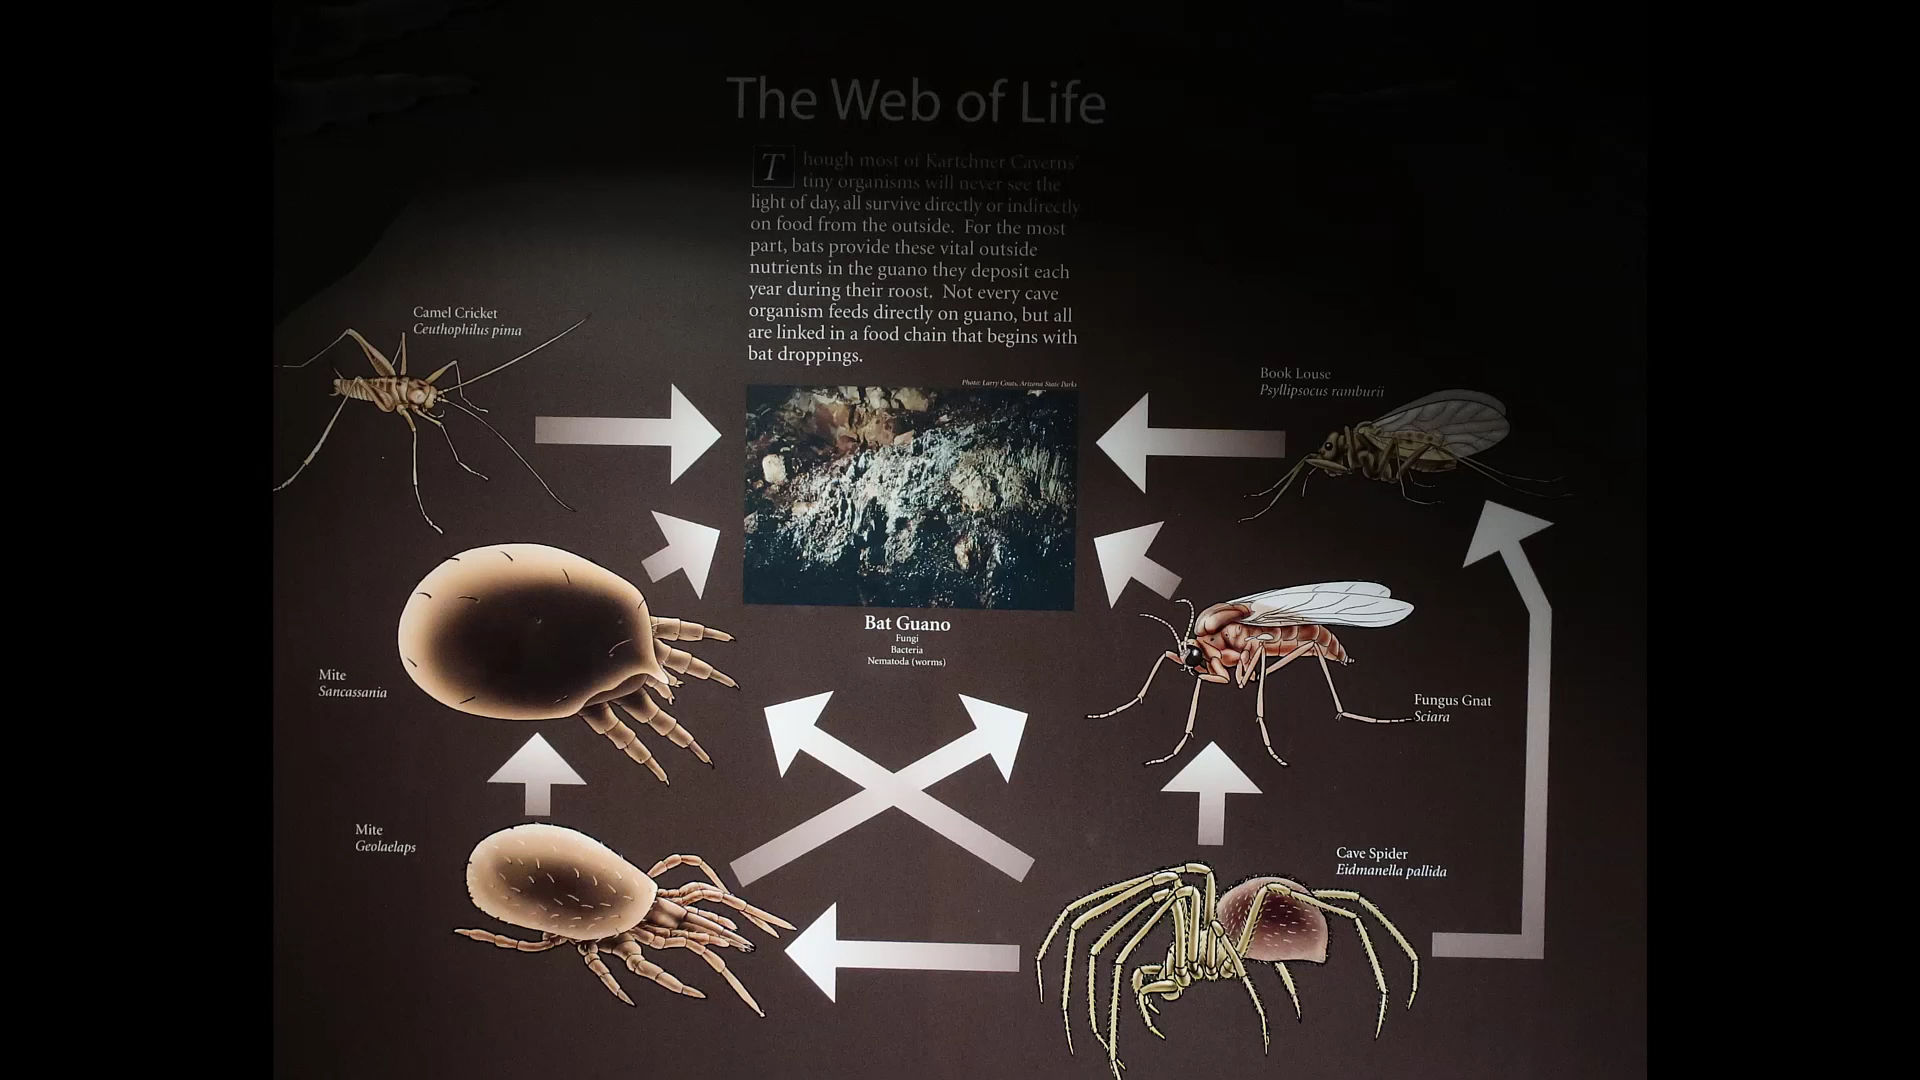 The Web of Life
Though most of Kartchner Caverns'
tiny organisms will never see the
light of day, all survive directly or indirectly
on food from the outside.  For the most
part, bats provide these vital outside
nutrients in the guano they deposit each
year during their roost.  Not every cave
organism feeds directly on guano, but all
are linked in a food chain that begins with
bat droppings.
Photo: Larry Coats, Arizona State Parks
Camel Cricket
Ceuthophilus pima
Book Louse
Psyllipsocus ramburii
Bat Guano
Fungi
Bacteria
Nematoda (worms)
Mite
Sancassania
Fungus Gnat
Sciara
Mite
Geolaelaps
Cave Spider
Eidmanella pallida